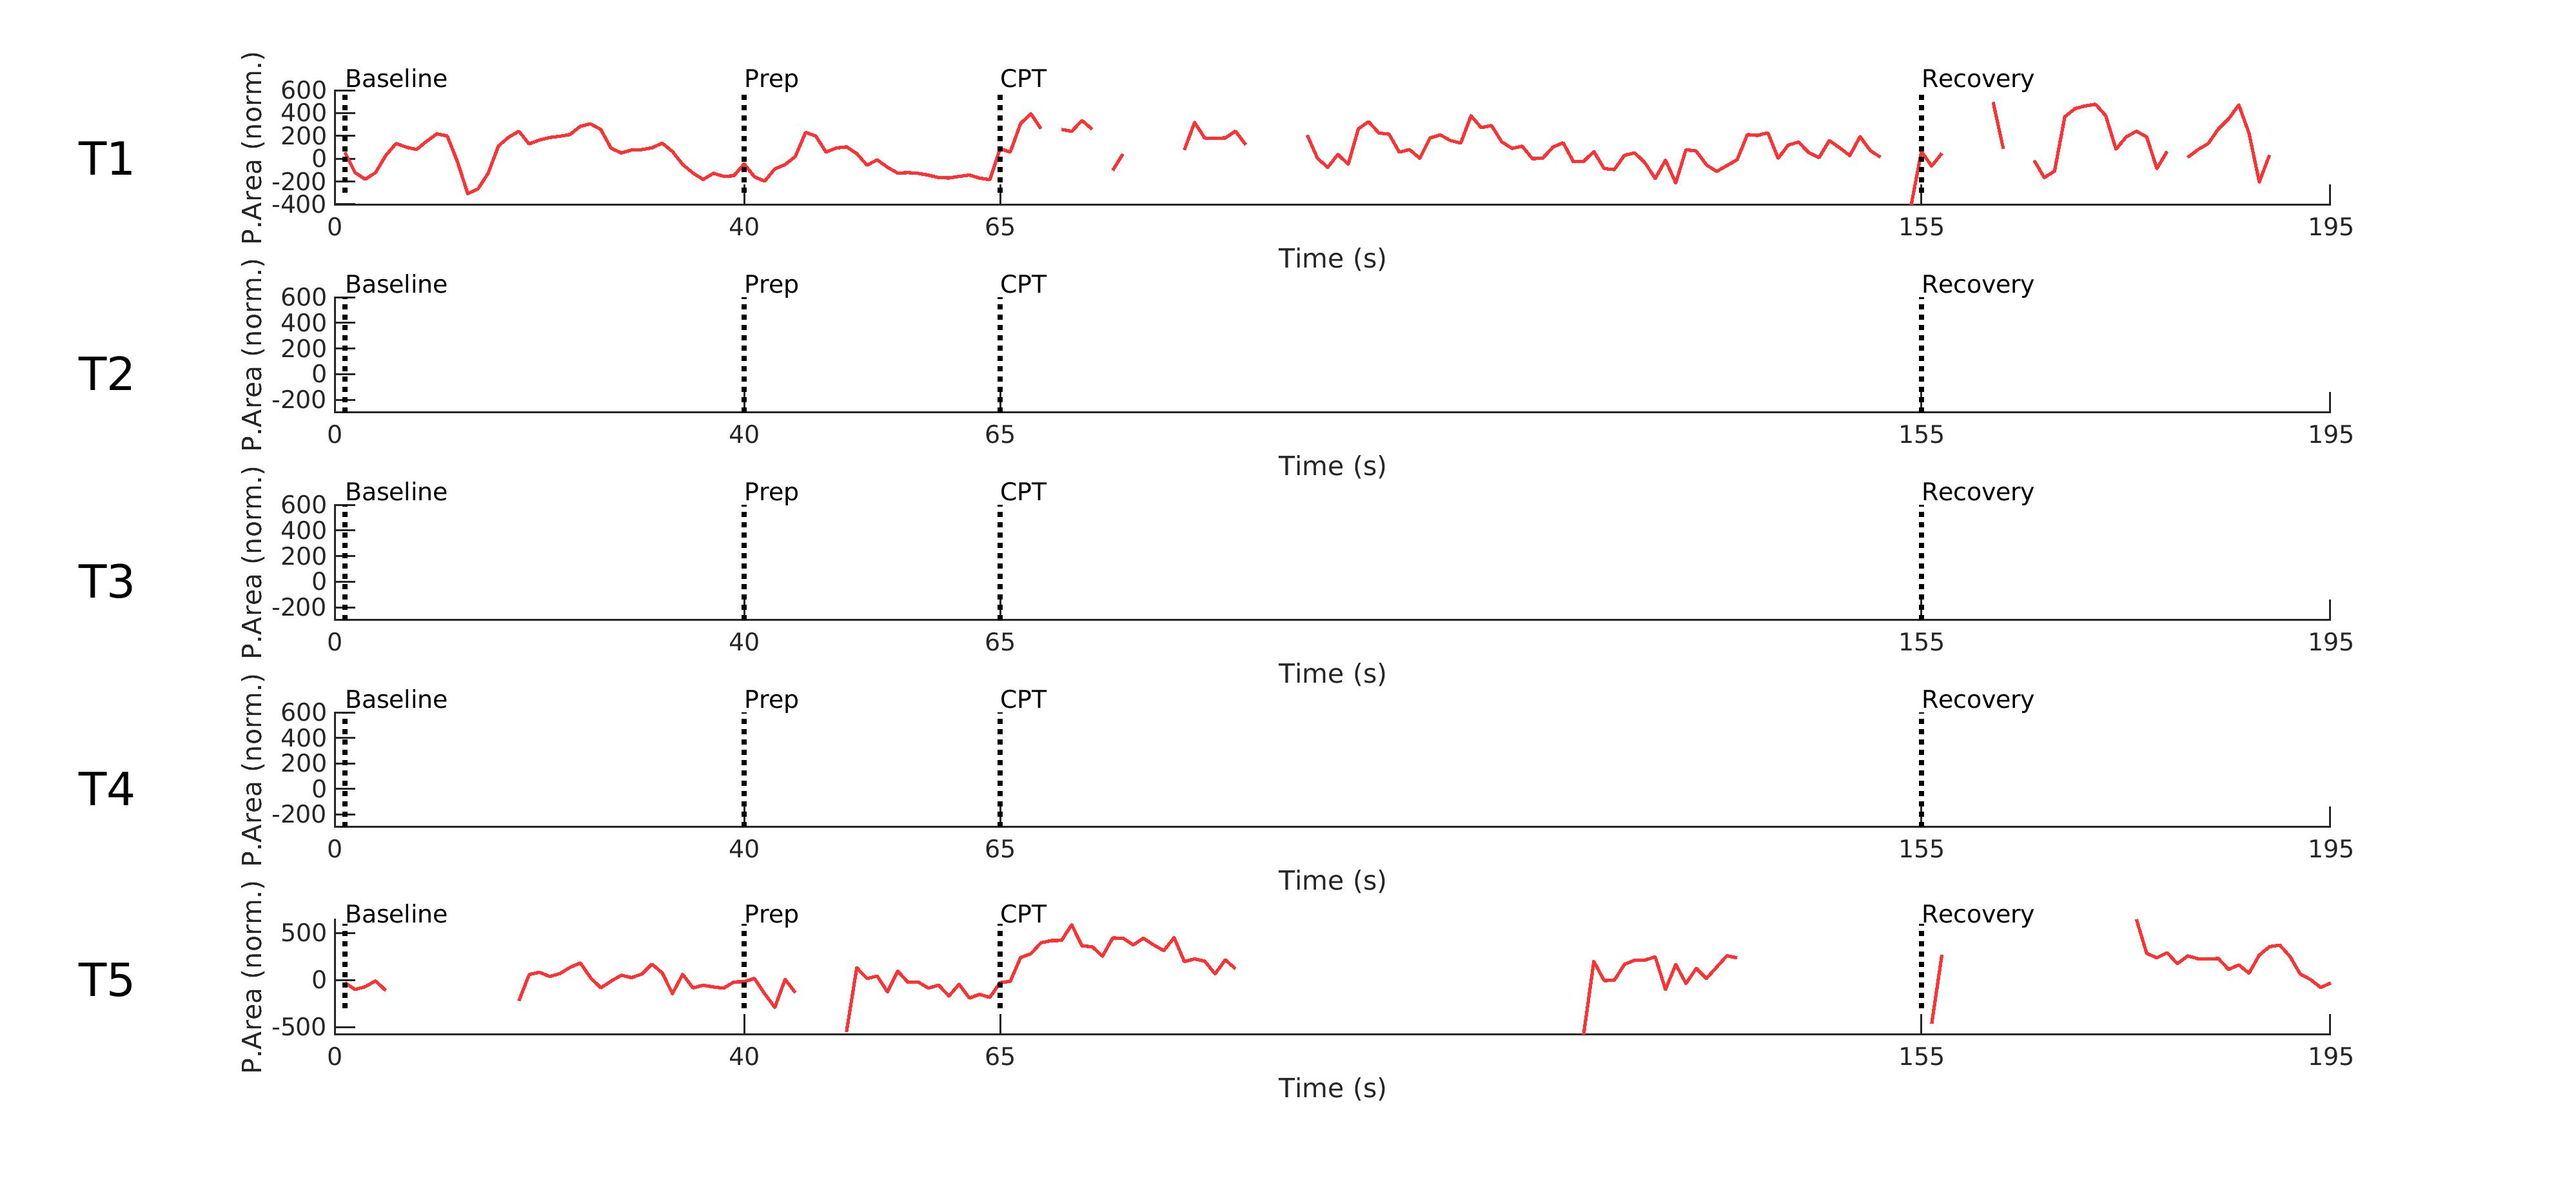 T1
P.Area (norm.)
600
400
200
0
-200
-400
Baseline
Prep
CPT
Recovery
0
40
65
155
195
Time (s)
T2
P.Area (norm.)
600
400
200
0
-200
Baseline
Prep
CPT
Recovery
0
40
65
155
195
Time (s)
T3
P.Area (norm.)
600
400
200
0
-200
Baseline
Prep
CPT
Recovery
0
40
65
155
195
Time (s)
T4
P.Area (norm.)
600
400
200
0
-200
Baseline
Prep
CPT
Recovery
0
40
65
155
195
Time (s)
T5
P.Area (norm.)
500
0
-500
Baseline
Prep
CPT
Recovery
0
40
65
155
195
Time (s)